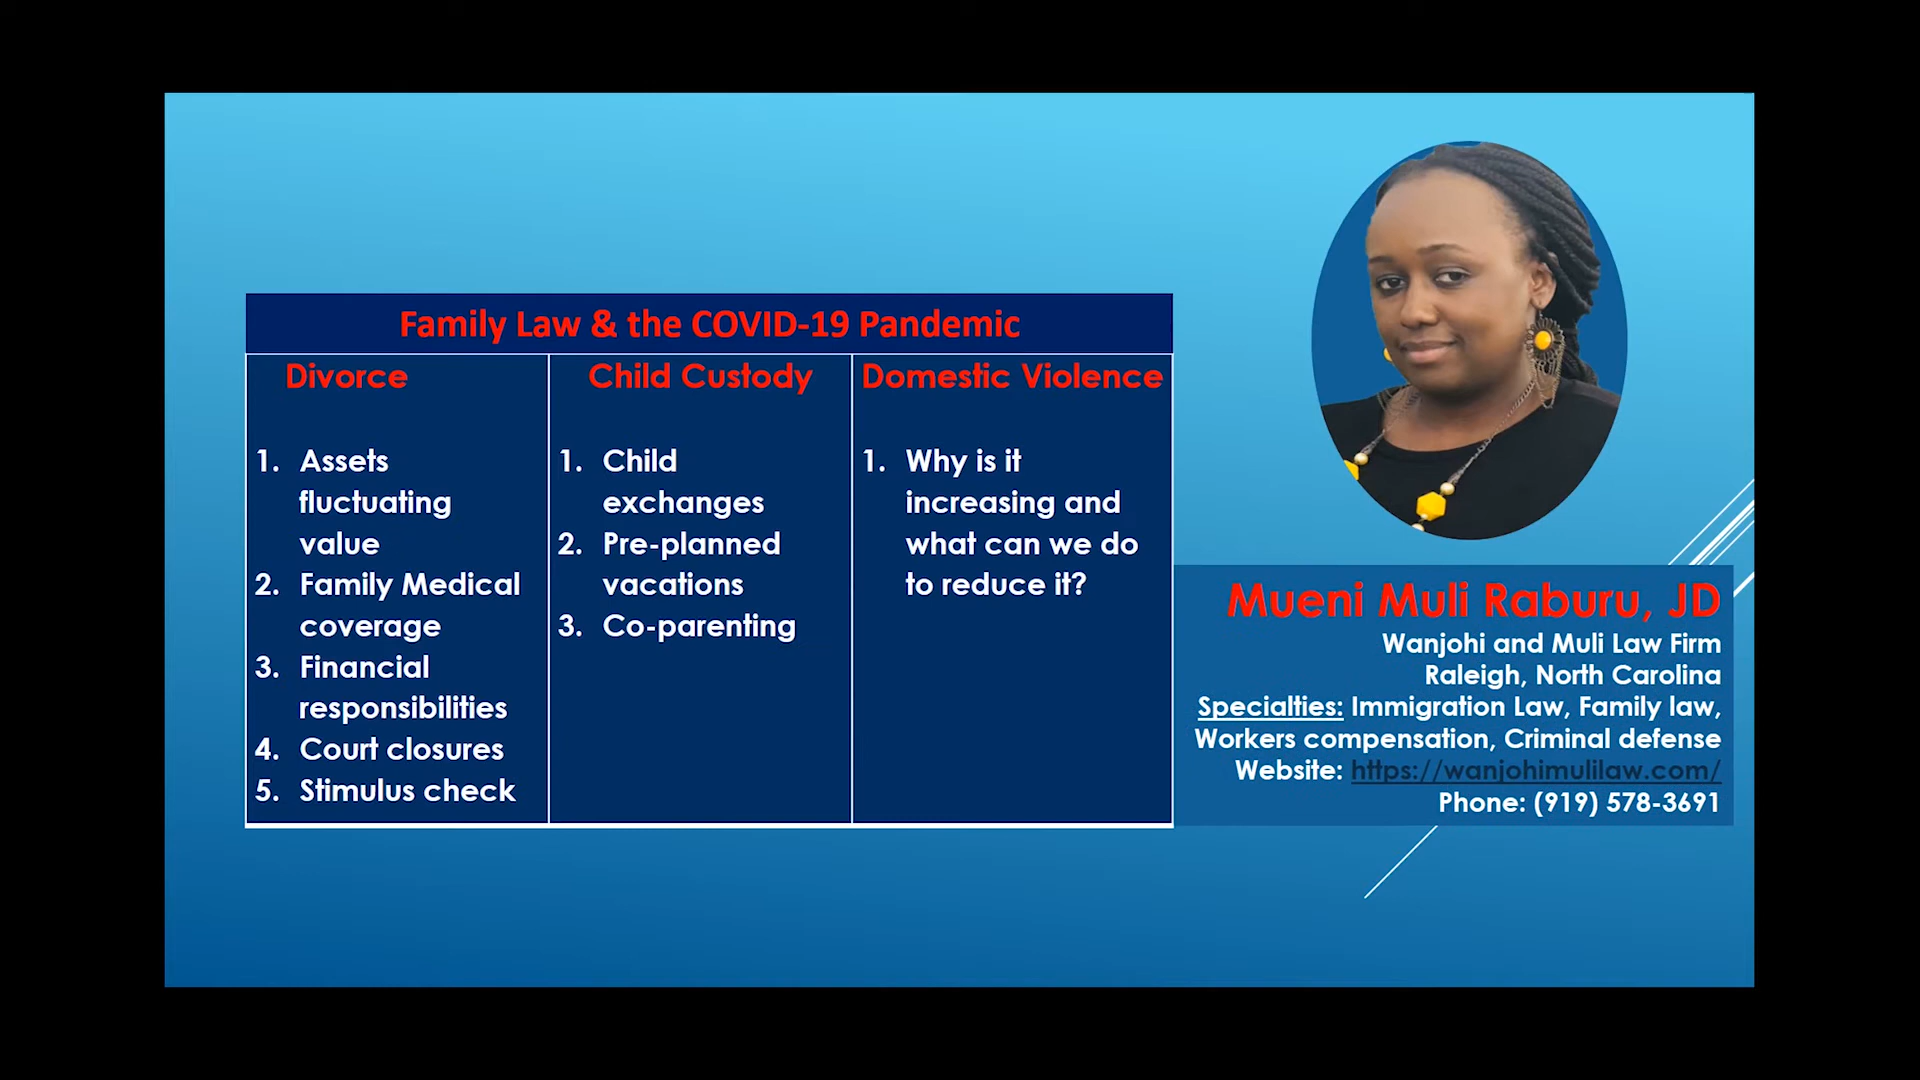 Family Law & the COVID-19 Pandemic
Divorce
1. Assets
fluctuating
value
2. Family Medical
coverage
3. Financial
responsibilities
4. Court closures
5. Stimulus check
Child Custody
1. Child
exchanges
2. Pre-planned
vacations
3. Co-parenting
Domestic Violence
1. Why is it
increasing and
what can we do
to reduce it?
Mueni Muli Raburu, JD
Wanjohi and Muli Law Firm
Raleigh, North Carolina
Specialties: Immigration Law, Family law,
Workers compensation, Criminal defense
Website: https://wanjohimulilaw.com/
Phone: (919) 578-3691